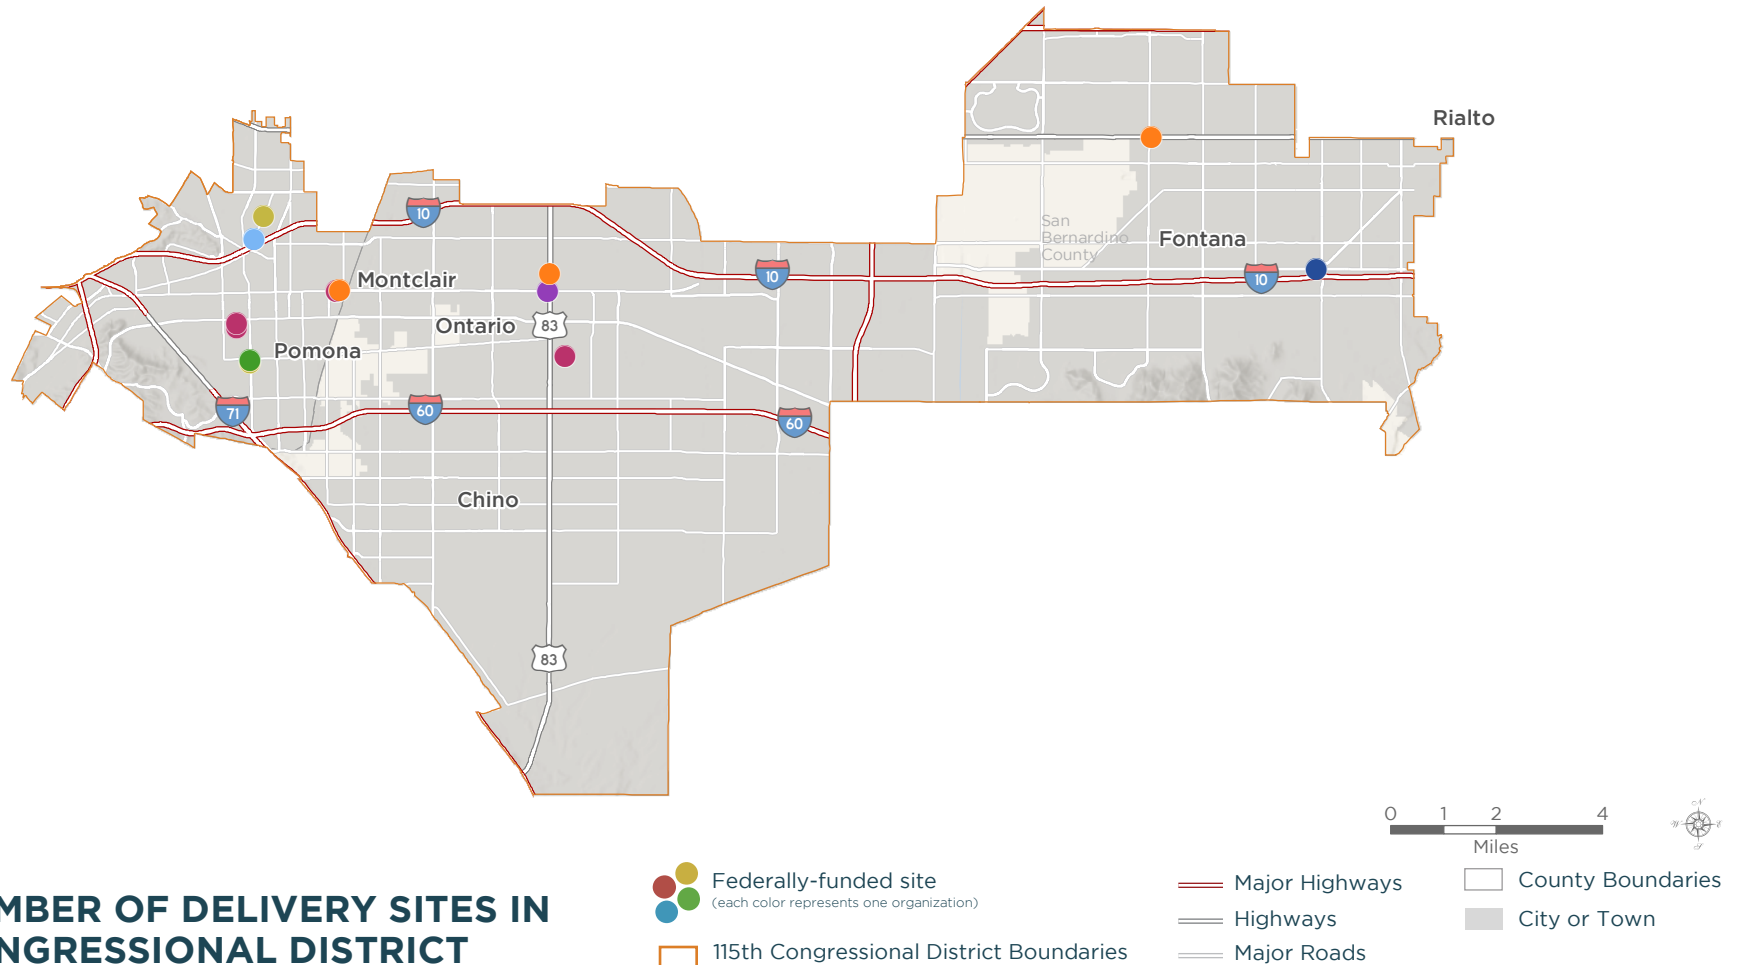 Rialto
10
San
Bernardino
County
Fontana
Montclair
10
10
Ontario
83
Pomona
71
60
60
Chino
83
0 1 2 4
Miles
N
W E
S
Federally-funded site
(each color represents one organization)
115th Congressional District Boundaries
Major Highways
Highways
Major Roads
County Boundaries
City or Town
MBER OF DELIVERY SITES IN
NGRESSIONAL DISTRICT